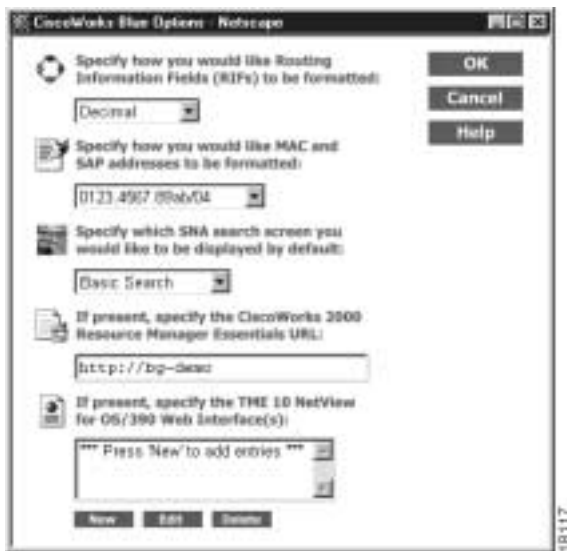 CiscoWorks Blue Options - Netscape
Specify how you would like Routing
Information Fields (RIFs) to be formatted:
Decimal
Specify how you would like MAC and
SAP addresses to be formatted:
0123.4567.89ab/04
Specify which SNA search screen you
would like to be displayed by default:
Basic Search
If present, specify the CiscoWorks 2000
Resource Manager Essentials URL:
http://bg-demo
If present, specify the TME 10 NetView
for OS/390 Web Interface(s):
*** Press 'New' to add entries ***
New Edit Delete
OK
Cancel
Help
18117